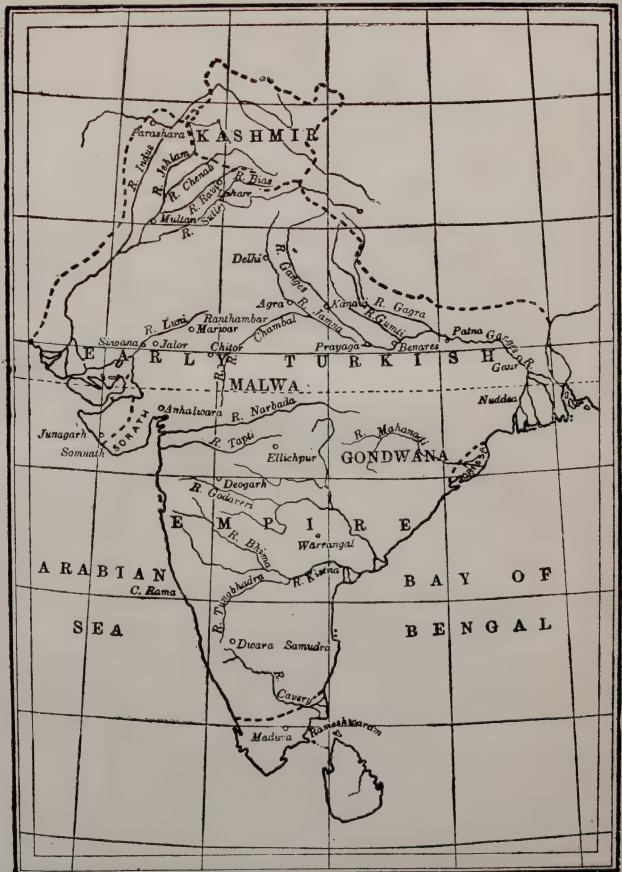 KASHMIR
Parashara
R. Indus
R. Jehlam
R. Chenab
R. Ravi
R. Bias
R. Sutlej
Multan
Delhi
R. Ganges
Agra
R. Jamna
Kanauj
R. Gagra
R. Gumti
Prayaga
Benares
Patna
Ganges R.
Gaur
Nuddea
R. Luni
Ranthambar
Marwar
Chambal
R.
Siwana
Jalor
Chitor
EARLY TURKISH
MALWA
Anhalwara
R. Narbada
Junagarh
SORATH
Somnath
R. Tapti
Ellichpur
R. Mahanadi
GONDWANA
Deogarh
R. Godaveri
EMPIRE
R. Bhima
Warrangal
ARABIAN
SEA
C. Rama
R. Tungbhadra
R. Kistna
BAY OF
BENGAL
Dwara Samudra
R.
Caveri
Madura
Rameshwaram